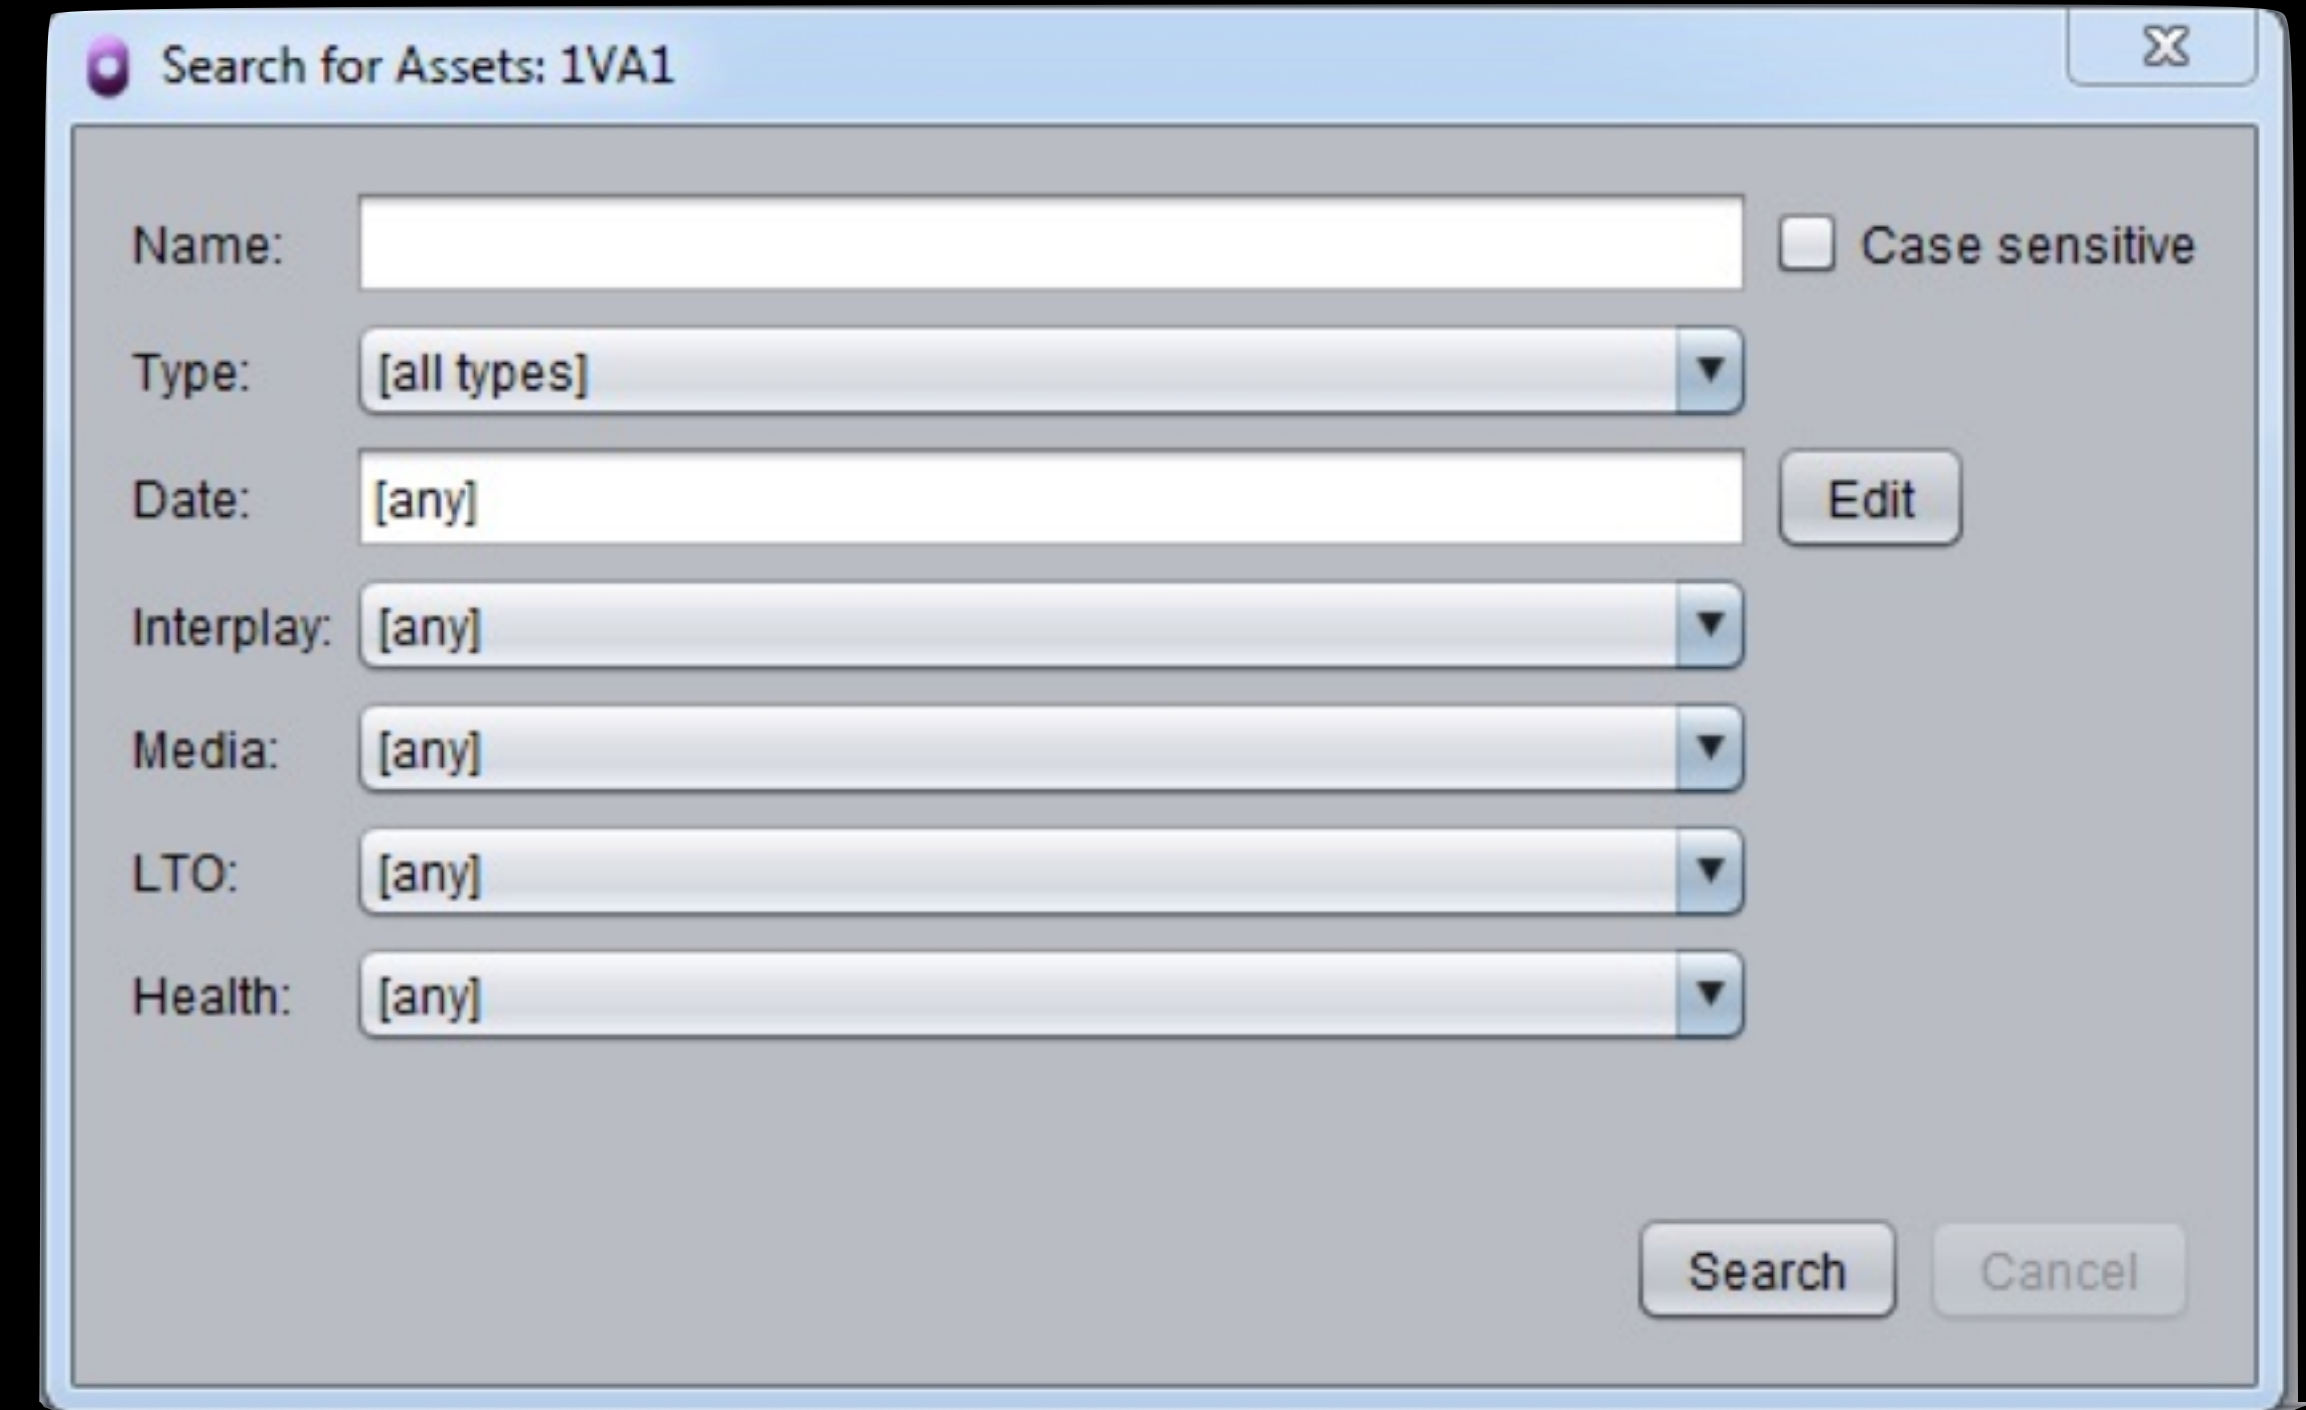 Search for Assets: 1VA1
Name: Case sensitive
Type: [all types]
Date: [any] Edit
Interplay: [any]
Media: [any]
LTO: [any]
Health: [any]
Search Cancel